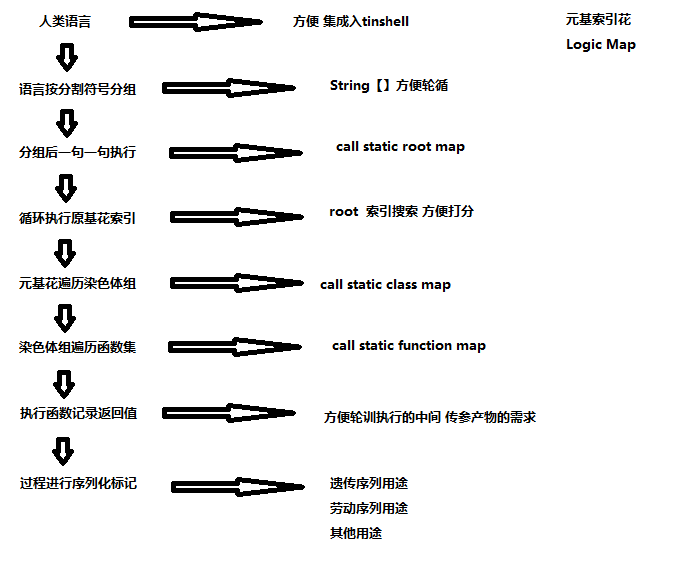 人类语言
方便 集成入tinshell
元基索引花
Logic Map
语言按分割符号分组
String【】方便轮循
分组后一句一句执行
call static root map
循环执行原基花索引
root 索引搜索 方便打分
元基花遍历染色体组
call static class map
染色体组遍历函数集
call static function map
执行函数记录返回值
方便轮训执行的中间 传参产物的需求
过程进行序列化标记
遗传序列用途
劳动序列用途
其他用途